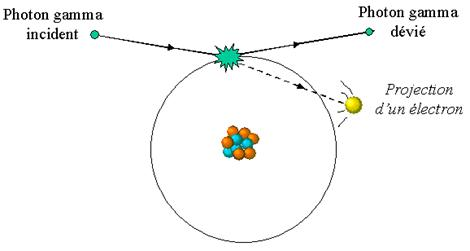 Photon gamma
incident
Photon gamma
dévié
Projection
d'un électron